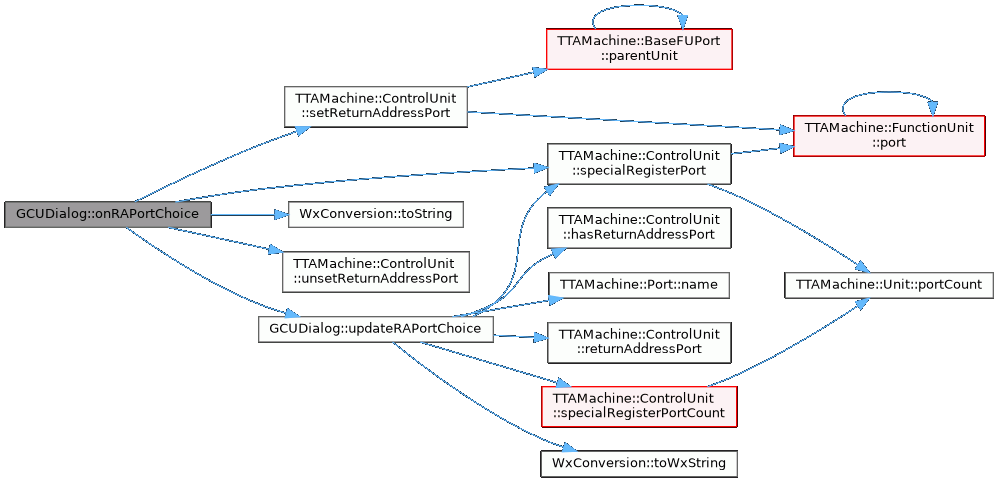 TTAMachine::BaseFUPort
::parentUnit
TTAMachine::ControlUnit
::setReturnAddressPort
TTAMachine::FunctionUnit
::port
TTAMachine::ControlUnit
::specialRegisterPort
GCUDialog::onRAPortChoice
WxConversion::toString
TTAMachine::ControlUnit
::hasReturnAddressPort
TTAMachine::ControlUnit
::unsetReturnAddressPort
TTAMachine::Port::name
TTAMachine::Unit::portCount
GCUDialog::updateRAPortChoice
TTAMachine::ControlUnit
::returnAddressPort
TTAMachine::ControlUnit
::specialRegisterPortCount
WxConversion::toWxString